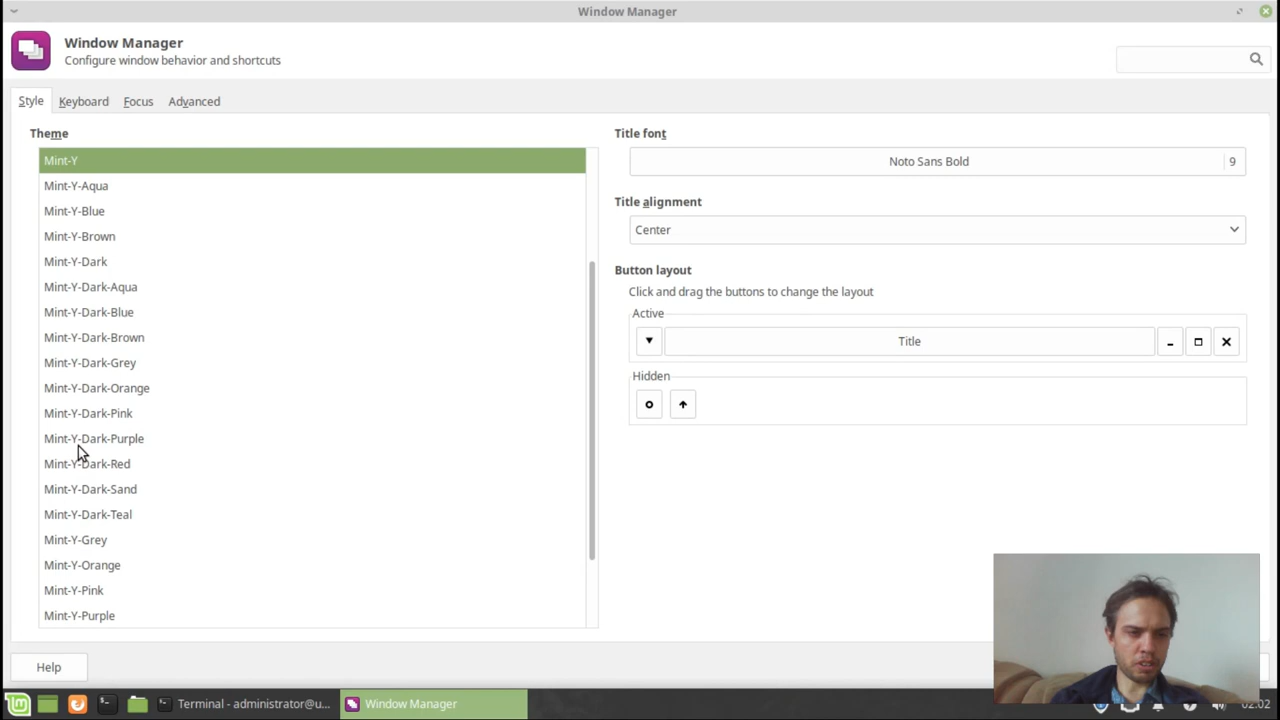 Window Manager
Window Manager
Configure window behavior and shortcuts
Style Keyboard Focus Advanced
Theme
Mint-Y
Mint-Y-Aqua
Mint-Y-Blue
Mint-Y-Brown
Mint-Y-Dark
Mint-Y-Dark-Aqua
Mint-Y-Dark-Blue
Mint-Y-Dark-Brown
Mint-Y-Dark-Grey
Mint-Y-Dark-Orange
Mint-Y-Dark-Pink
Mint-Y-Dark-Purple
Mint-Y-Dark-Red
Mint-Y-Dark-Sand
Mint-Y-Dark-Teal
Mint-Y-Grey
Mint-Y-Orange
Mint-Y-Pink
Mint-Y-Purple
Title font
Noto Sans Bold 9
Title alignment
Center
Button layout
Click and drag the buttons to change the layout
Active
Title
Hidden
Help
Terminal - administrator@u...
Window Manager
02:02